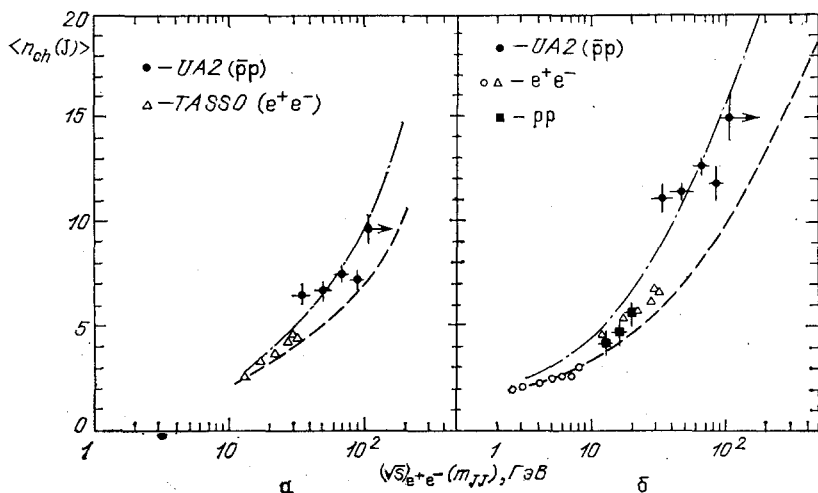 <n_ch(J)>
● – UA2 (p̄p)
△ – TASSO (e⁺e⁻)
● – UA2 (p̄p)
○ △ – e⁺e⁻
■ – pp
20
15
10
5
0
1 10 10² 1 10 10²
(√s)e⁺e⁻ (m_JJ), ГэВ
а б